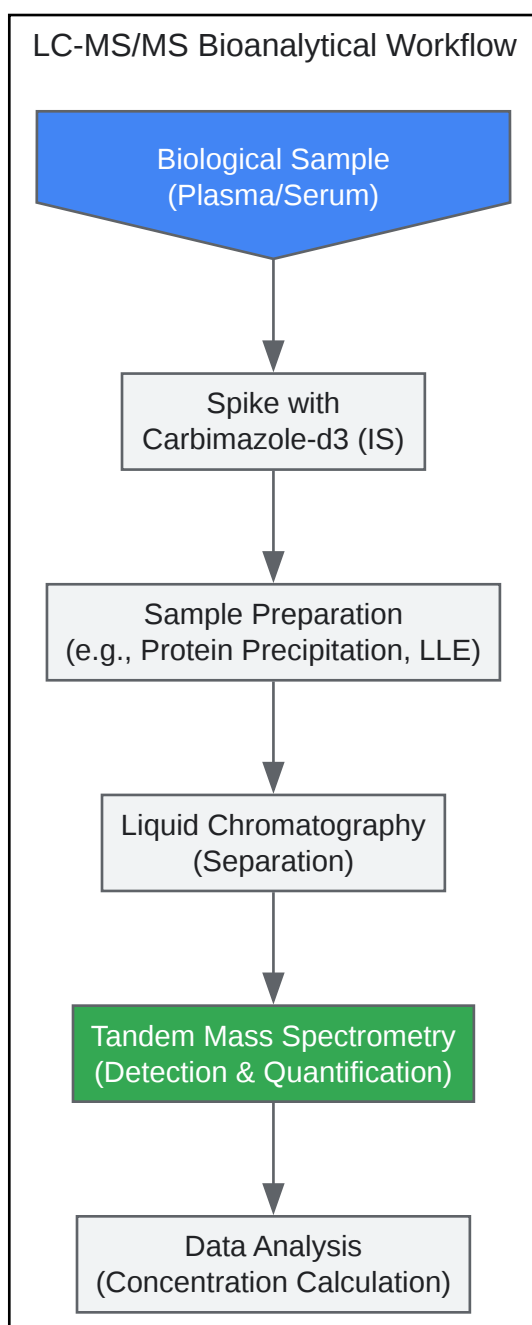 LC-MS/MS Bioanalytical Workflow
Biological Sample
(Plasma/Serum)
Spike with
Carbimazole-d3 (IS)
Sample Preparation
(e.g., Protein Precipitation, LLE)
Liquid Chromatography
(Separation)
Tandem Mass Spectrometry
(Detection & Quantification)
Data Analysis
(Concentration Calculation)